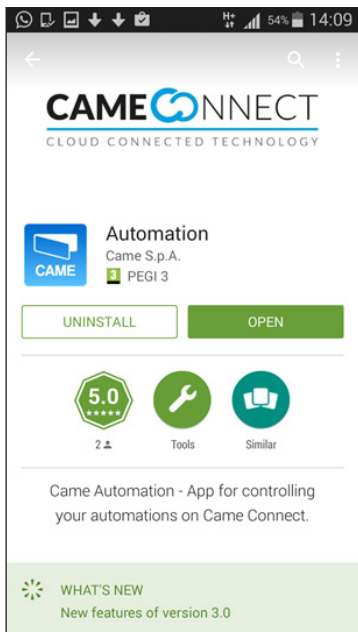 H+ 54% 14:09
CAMECONNECT
CLOUD CONNECTED TECHNOLOGY
Automation
Came S.p.A.
3 PEGI 3
CAME
UNINSTALL
OPEN
5.0
2
Tools
Similar
Came Automation - App for controlling
your automations on Came Connect.
WHAT'S NEW
New features of version 3.0